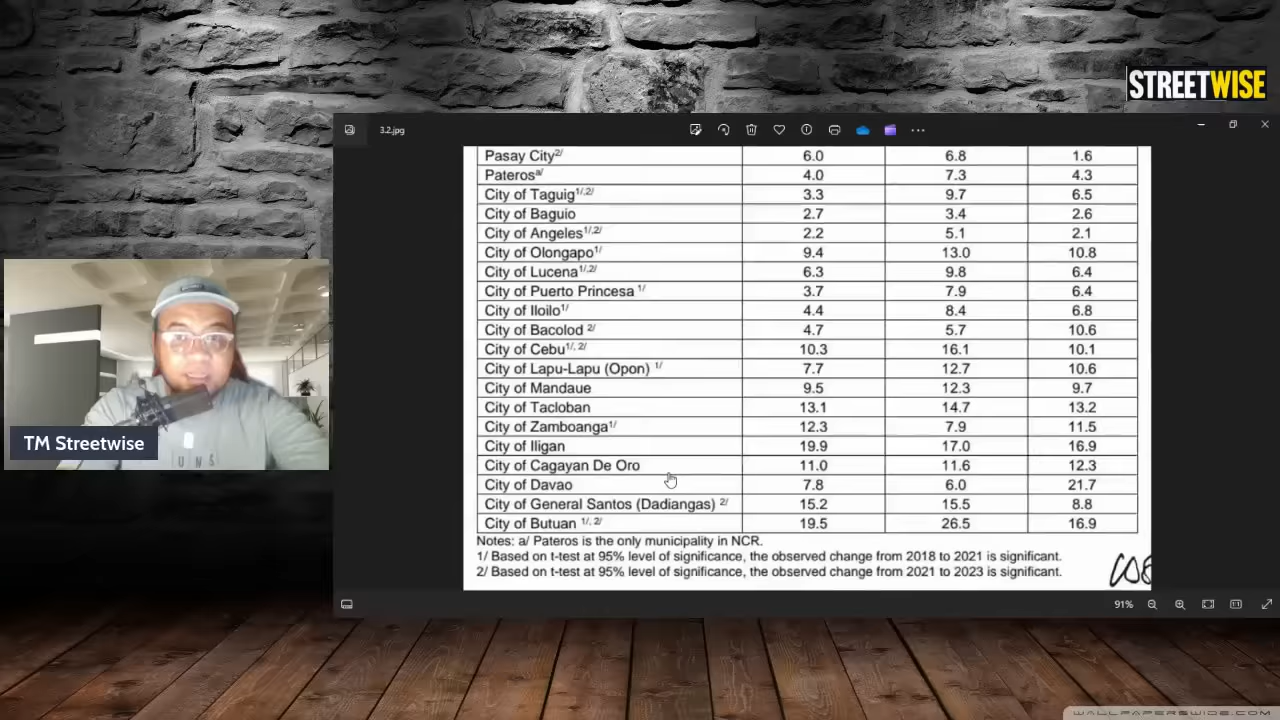 STREETWISE
3.2.jpg
Pasay City2/ 6.0 6.8 1.6
Paterosa/ 4.0 7.3 4.3
City of Taguig1/,2/ 3.3 9.7 6.5
City of Baguio 2.7 3.4 2.6
City of Angeles1/,2/ 2.2 5.1 2.1
City of Olongapo1/ 9.4 13.0 10.8
City of Lucena1/,2/ 6.3 9.8 6.4
City of Puerto Princesa 1/ 3.7 7.9 6.4
City of Iloilo1/ 4.4 8.4 6.8
City of Bacolod 2/ 4.7 5.7 10.6
City of Cebu1/, 2/ 10.3 16.1 10.1
City of Lapu-Lapu (Opon) 1/ 7.7 12.7 10.6
City of Mandaue 9.5 12.3 9.7
City of Tacloban 13.1 14.7 13.2
City of Zamboanga1/ 12.3 7.9 11.5
City of Iligan 19.9 17.0 16.9
City of Cagayan De Oro 11.0 11.6 12.3
City of Davao 7.8 6.0 21.7
City of General Santos (Dadiangas) 2/ 15.2 15.5 8.8
City of Butuan 1/, 2/ 19.5 26.5 16.9
Notes: a/ Pateros is the only municipality in NCR.
1/ Based on t-test at 95% level of significance, the observed change from 2018 to 2021 is significant.
2/ Based on t-test at 95% level of significance, the observed change from 2021 to 2023 is significant.
91%
TM Streetwise
WALLPAPERSWIDE.COM